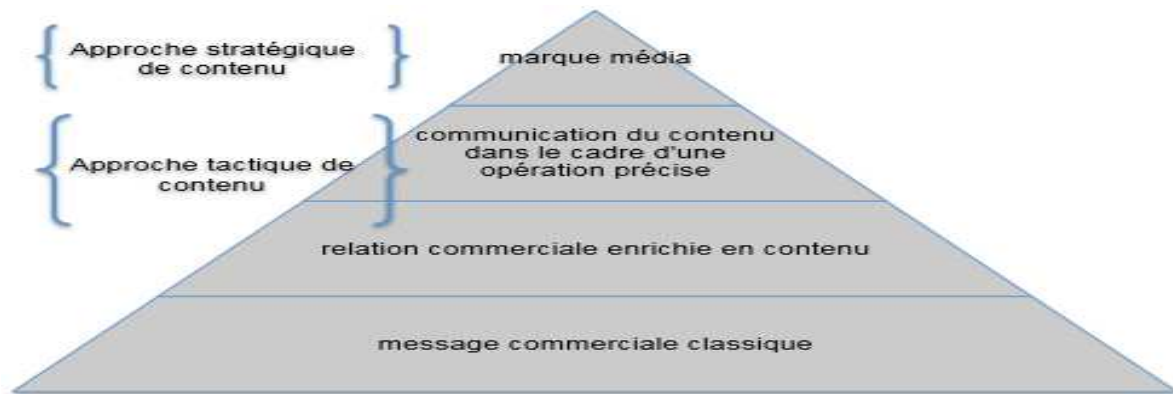 Approche stratégique
de contenu
marque média
Approche tactique de
contenu
communication du contenu
dans le cadre d'une
opération précise
relation commerciale enrichie en contenu
message commerciale classique